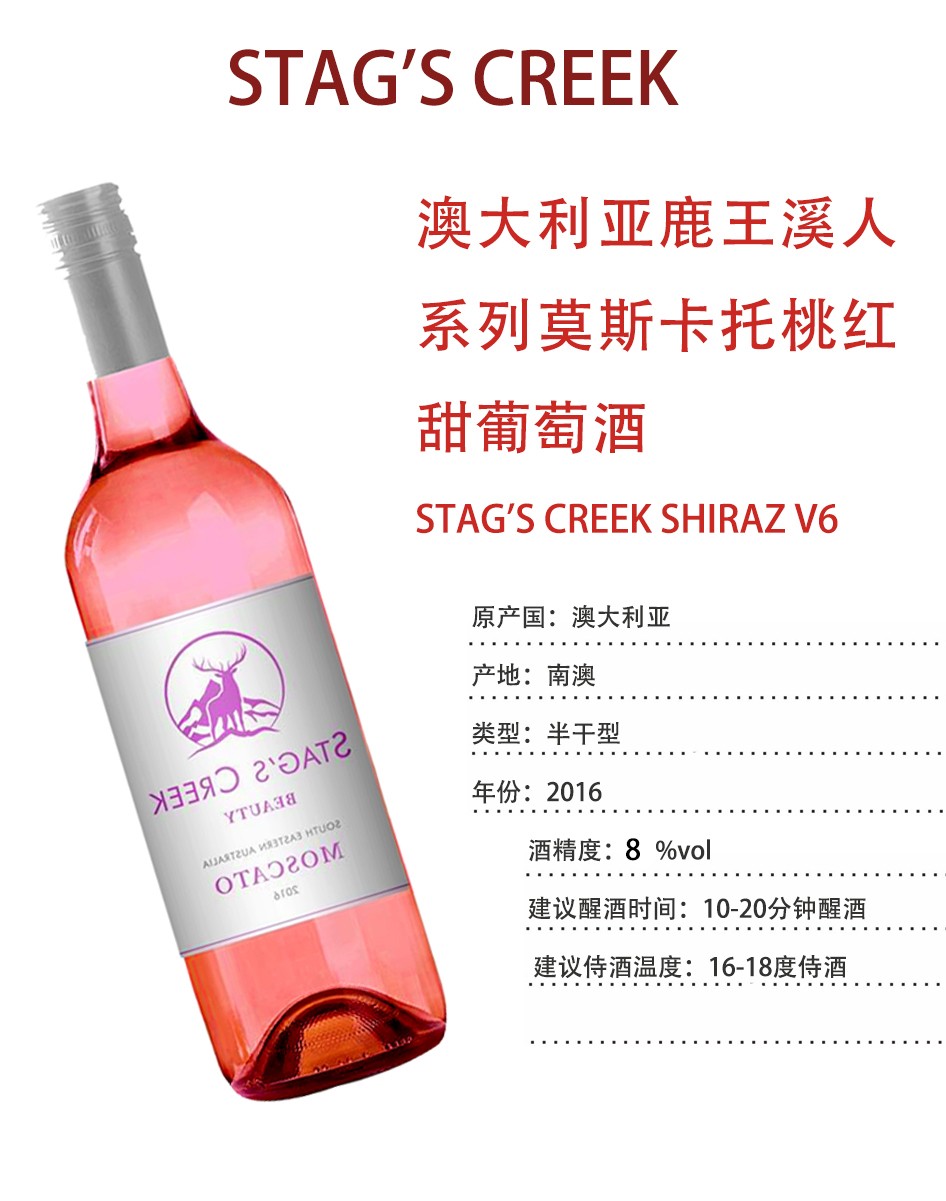 STAG'S CREEK
澳大利亚鹿王溪人
系列莫斯卡托桃红
甜葡萄酒
STAG'S CREEK SHIRAZ V6
原产国：澳大利亚
产地：南澳
类型：半干型
年份：2016
酒精度：8 %vol
建议醒酒时间：10-20分钟醒酒
建议侍酒温度：16-18度侍酒
STAG'S CREEK
BEAUTY
SOUTH EASTERN AUSTRALIA
MOSCATO
2016